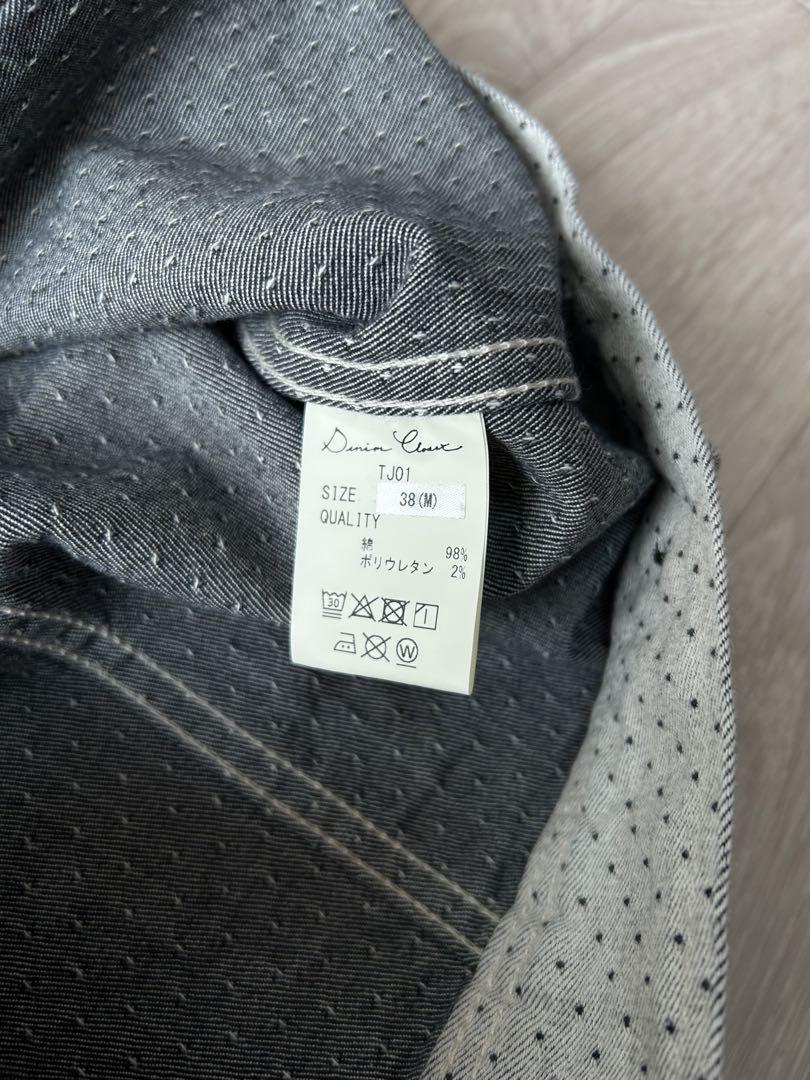 Denim Closet
TJ01
SIZE 38(M)
QUALITY
綿 98%
ポリウレタン 2%
30
W